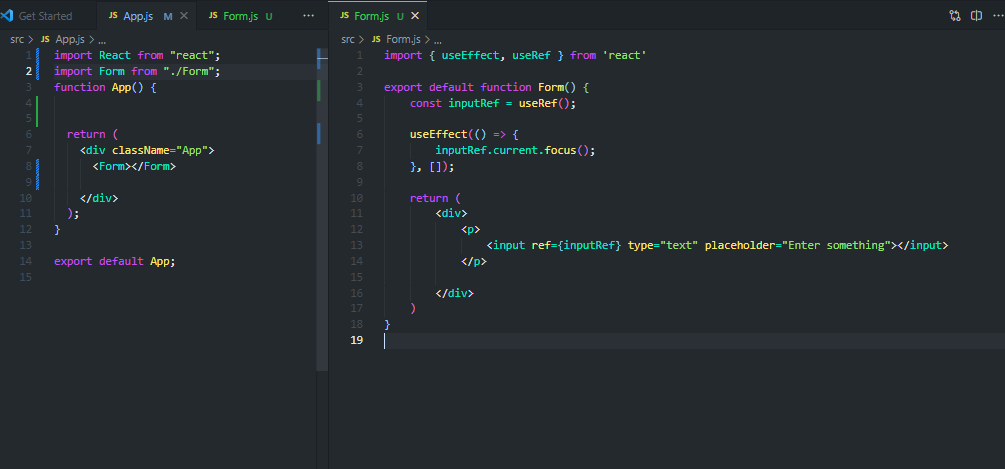 Get Started JS App.js M JS Form.js U ... JS Form.js U
src > JS App.js > ...
1 import React from "react";
2 import Form from "./Form";
3 function App() {
4
5
6 return (
7 <div className="App">
8 <Form></Form>
9
10 </div>
11 );
12 }
13
14 export default App;
15
src > JS Form.js > ...
1 import { useEffect, useRef } from 'react'
2
3 export default function Form() {
4 const inputRef = useRef();
5
6 useEffect(() => {
7 inputRef.current.focus();
8 }, []);
9
10 return (
11 <div>
12 <p>
13 <input ref={inputRef} type="text" placeholder="Enter something"></input>
14 </p>
15
16 </div>
17 )
18 }
19